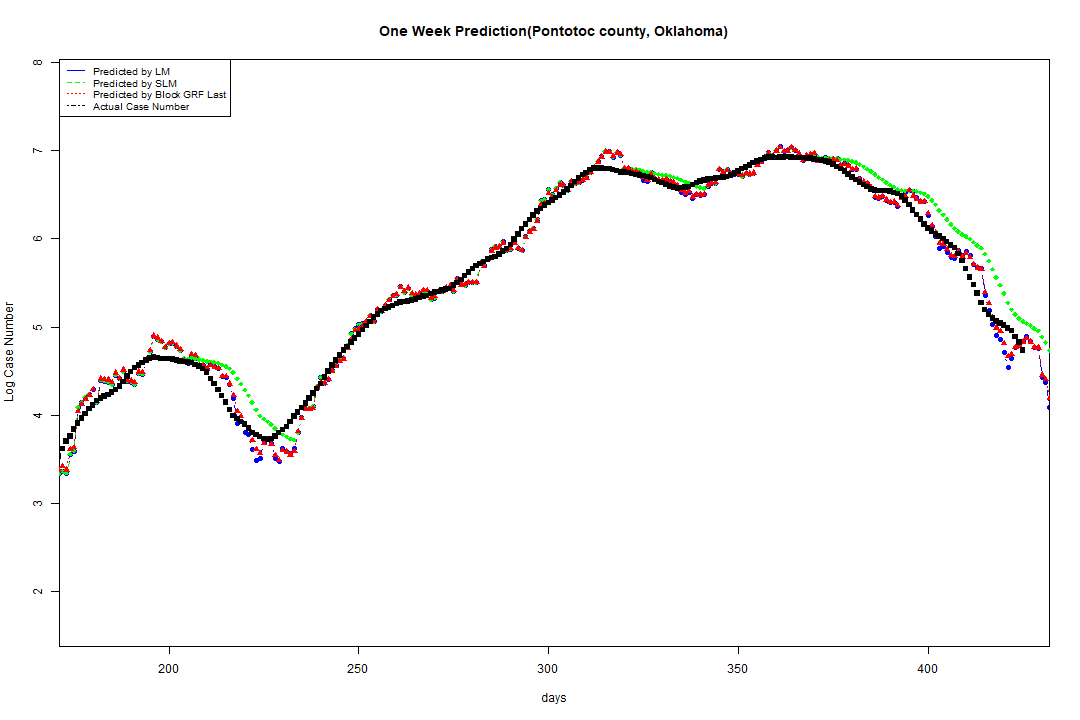 One Week Prediction(Pontotoc county, Oklahoma)
Predicted by LM
Predicted by SLM
Predicted by Block GRF Last
Actual Case Number
8
7
6
5
4
3
2
Log Case Number
200 250 300 350 400
days